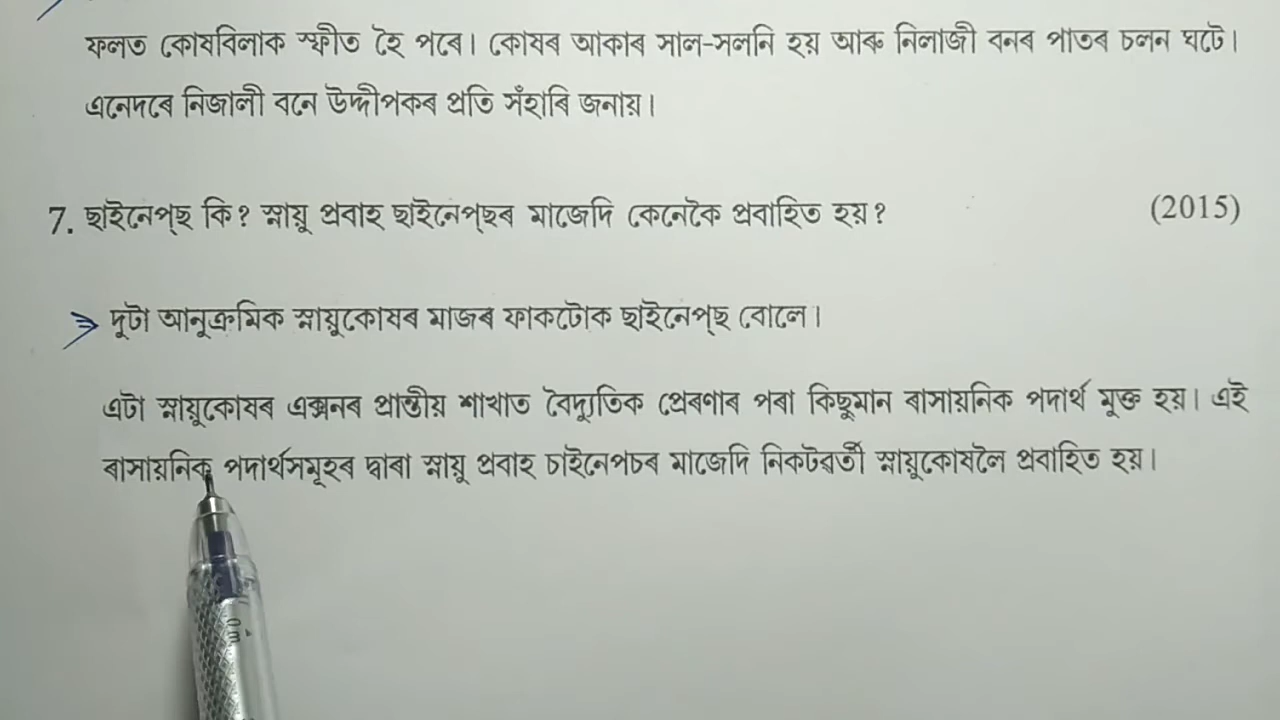 ফলত কোষবিলাক স্ফীত হৈ পৰে। কোষৰ আকাৰ সাল-সলনি হয় আৰু নিলাজী বনৰ পাতৰ চলন ঘটে।
এনেদৰে নিজালী বনে উদ্দীপকৰ প্ৰতি সঁহাৰি জনায়।
7. ছাইনেপ্ছ কি? স্নায়ু প্ৰবাহ ছাইনেপ্ছৰ মাজেদি কেনেকৈ প্ৰবাহিত হয়? (2015)
দুটা আনুক্ৰমিক স্নায়ুকোষৰ মাজৰ ফাকটোক ছাইনেপ্ছ বোলে।
এটা স্নায়ুকোষৰ এক্সনৰ প্ৰান্তীয় শাখাত বৈদ্যুতিক প্ৰেৰণাৰ পৰা কিছুমান ৰাসায়নিক পদাৰ্থ মুক্ত হয়। এই
ৰাসায়নিক পদাৰ্থসমূহৰ দ্বাৰা স্নায়ু প্ৰবাহ চাইনেপচৰ মাজেদি নিকটৱৰ্তী স্নায়ুকোষলৈ প্ৰবাহিত হয়।